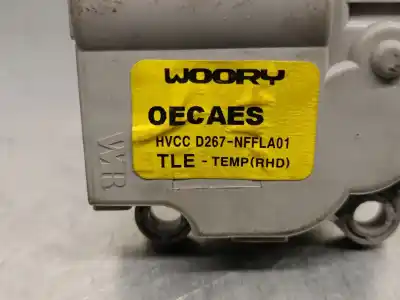 WOORY
OECAES
HVCC D267-NFFLA01
TLE - TEMP(RHD)